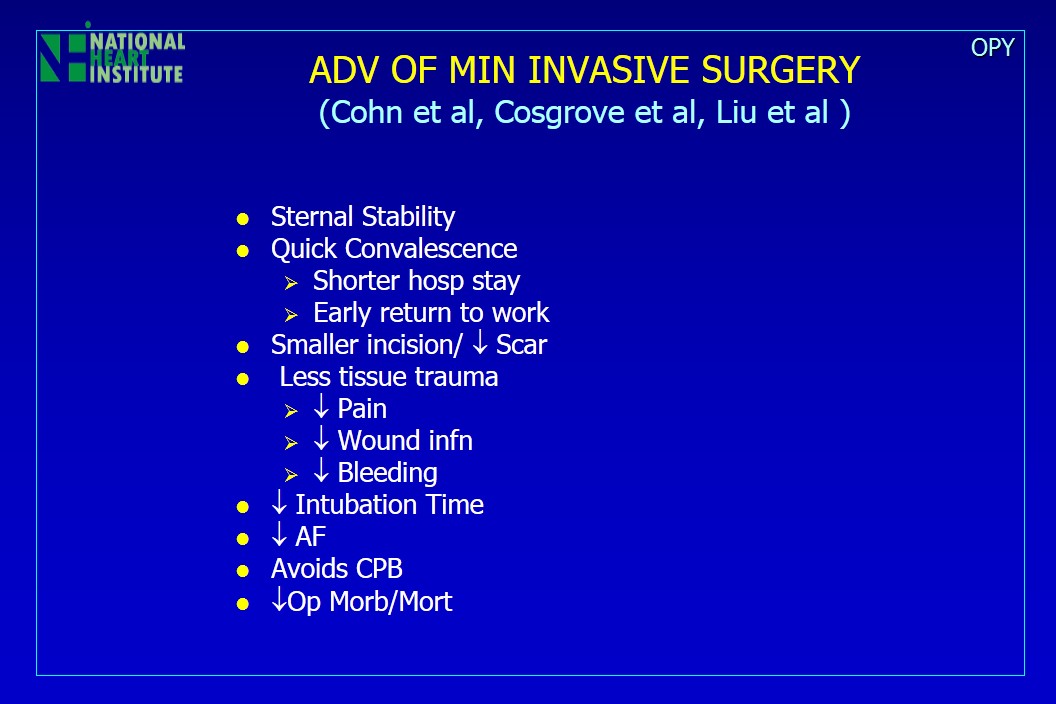 NATIONAL
HEART
INSTITUTE
OPY
ADV OF MIN INVASIVE SURGERY
(Cohn et al, Cosgrove et al, Liu et al )
● Sternal Stability
● Quick Convalescence
➢ Shorter hosp stay
➢ Early return to work
● Smaller incision/ ↓ Scar
● Less tissue trauma
➢ ↓ Pain
➢ ↓ Wound infn
➢ ↓ Bleeding
● ↓ Intubation Time
● ↓ AF
● Avoids CPB
● ↓Op Morb/Mort